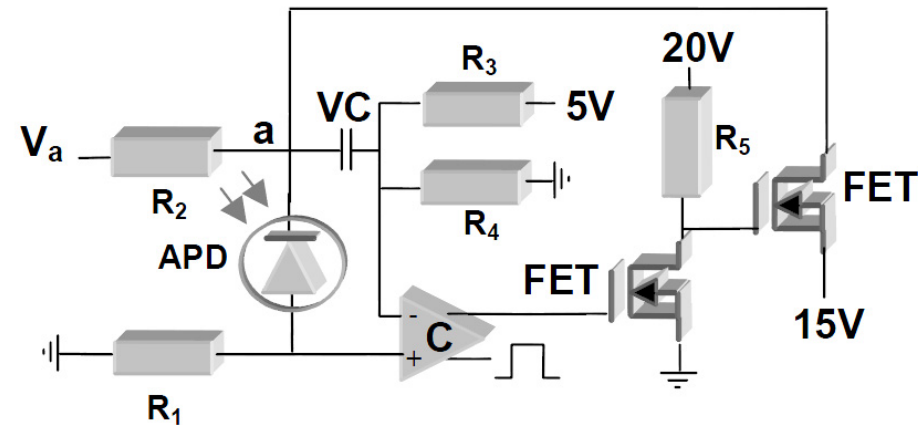 20V
R3
VC
5V
a
Va
R5
R2
FET
R4
APD
FET
-
C
15V
+
R1